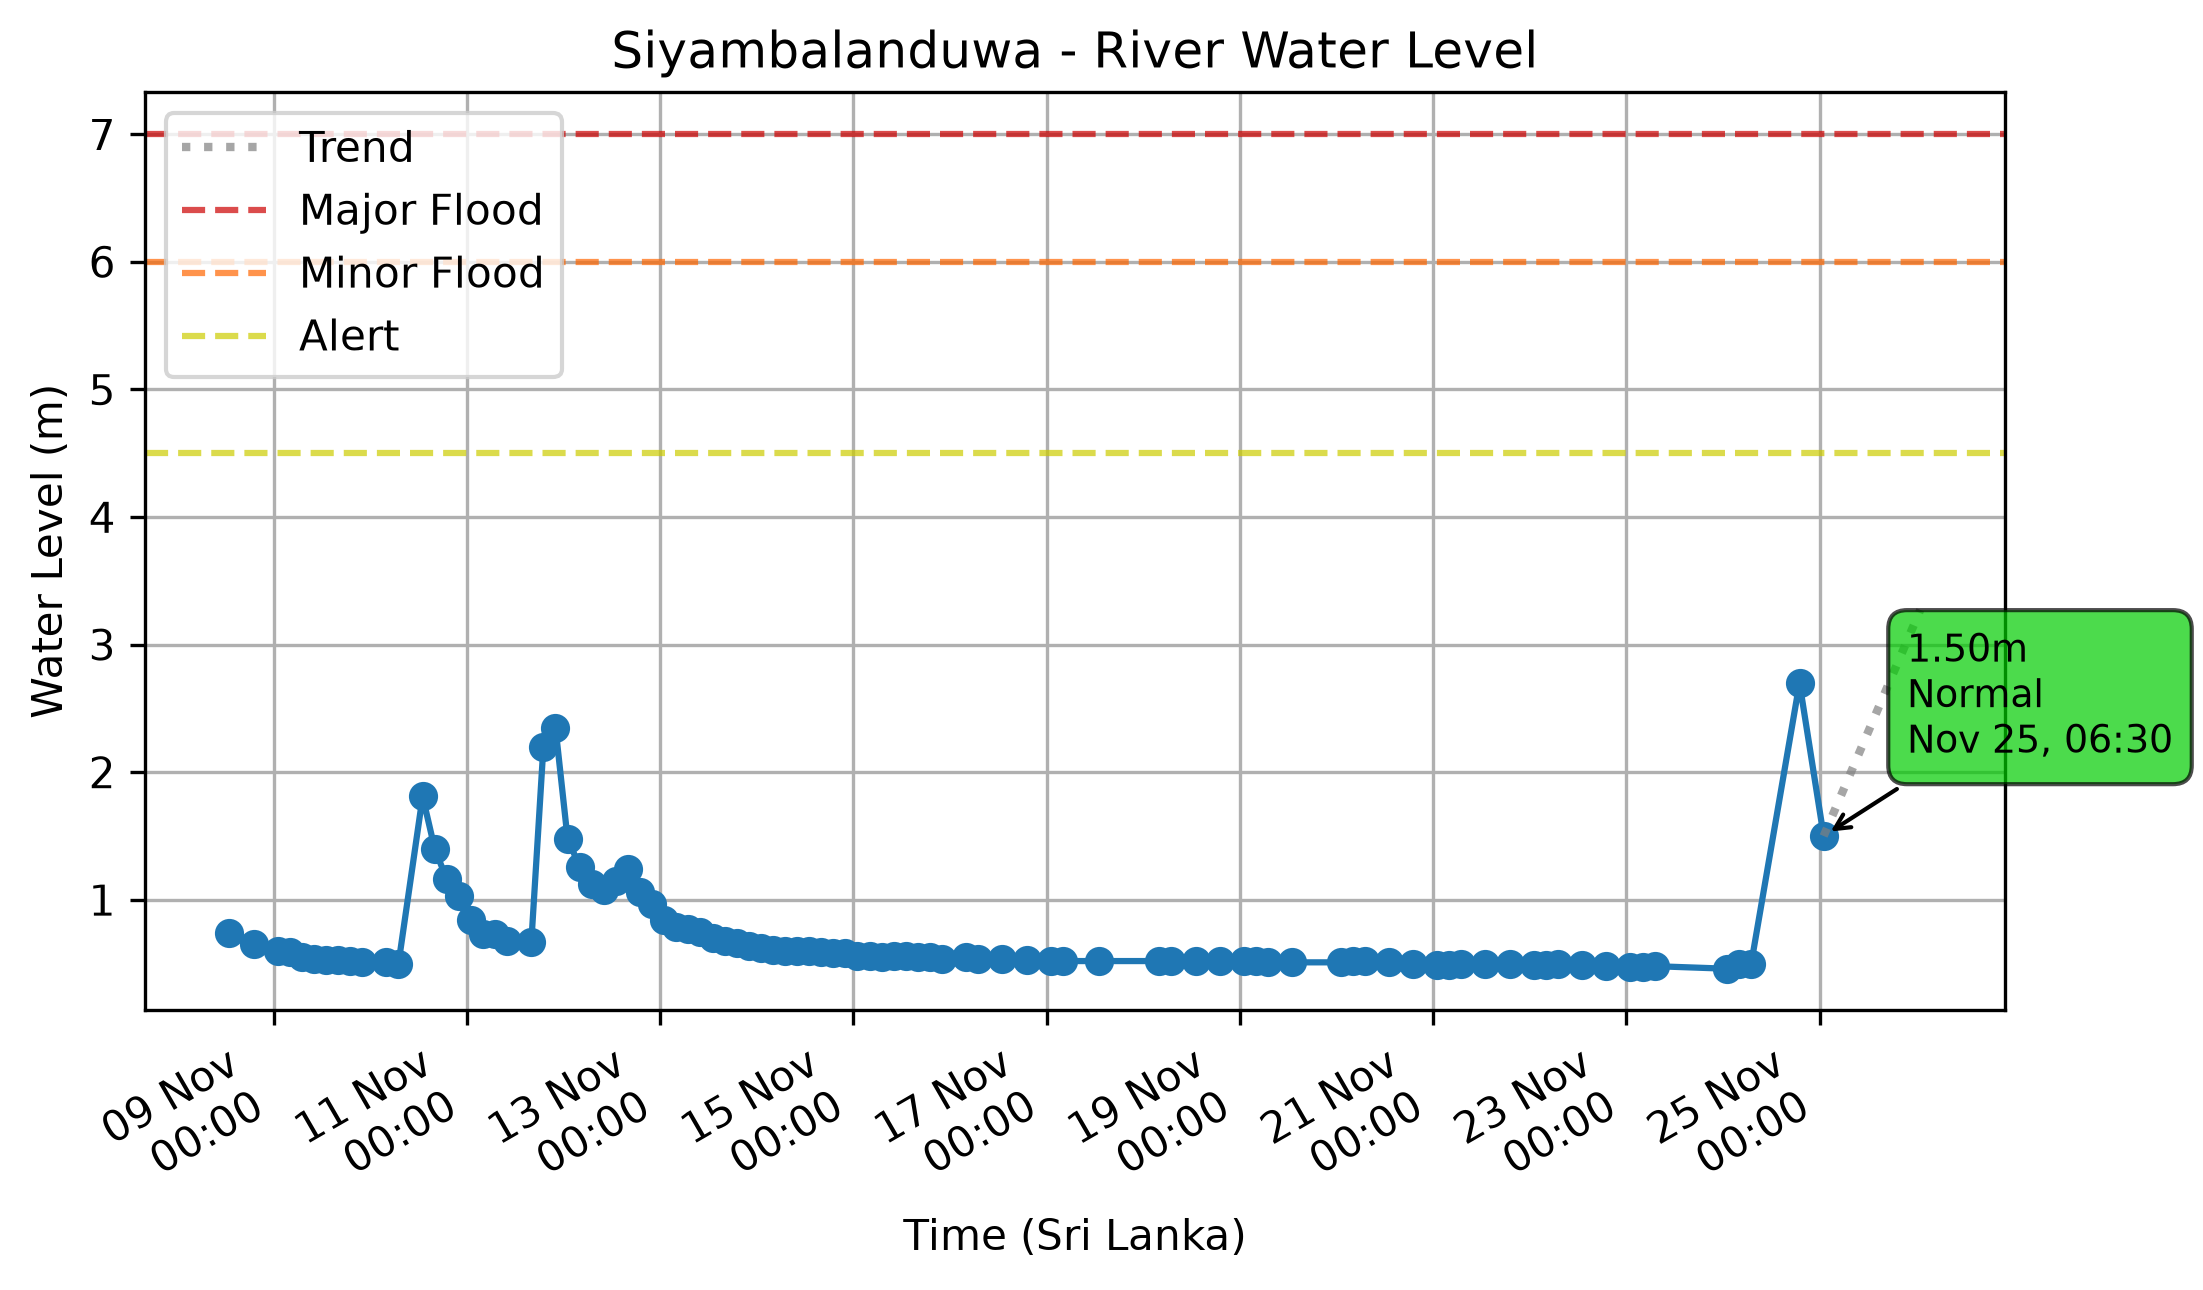 Siyambalanduwa - River Water Level
Trend
Major Flood
Minor Flood
Alert
7
6
5
4
3
2
1
Water Level (m)
1.50m
Normal
Nov 25, 06:30
09 Nov
00:00
11 Nov
00:00
13 Nov
00:00
15 Nov
00:00
17 Nov
00:00
19 Nov
00:00
21 Nov
00:00
23 Nov
00:00
25 Nov
00:00
Time (Sri Lanka)